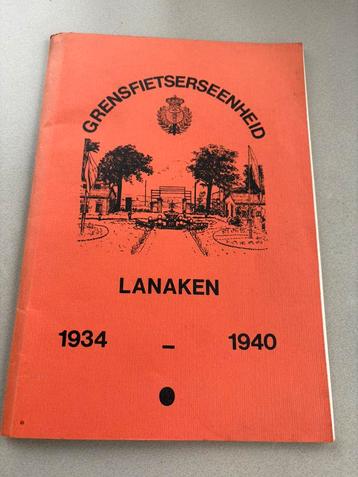 GRENSFIETSERSEENHEID
LANAKEN
1934 - 1940